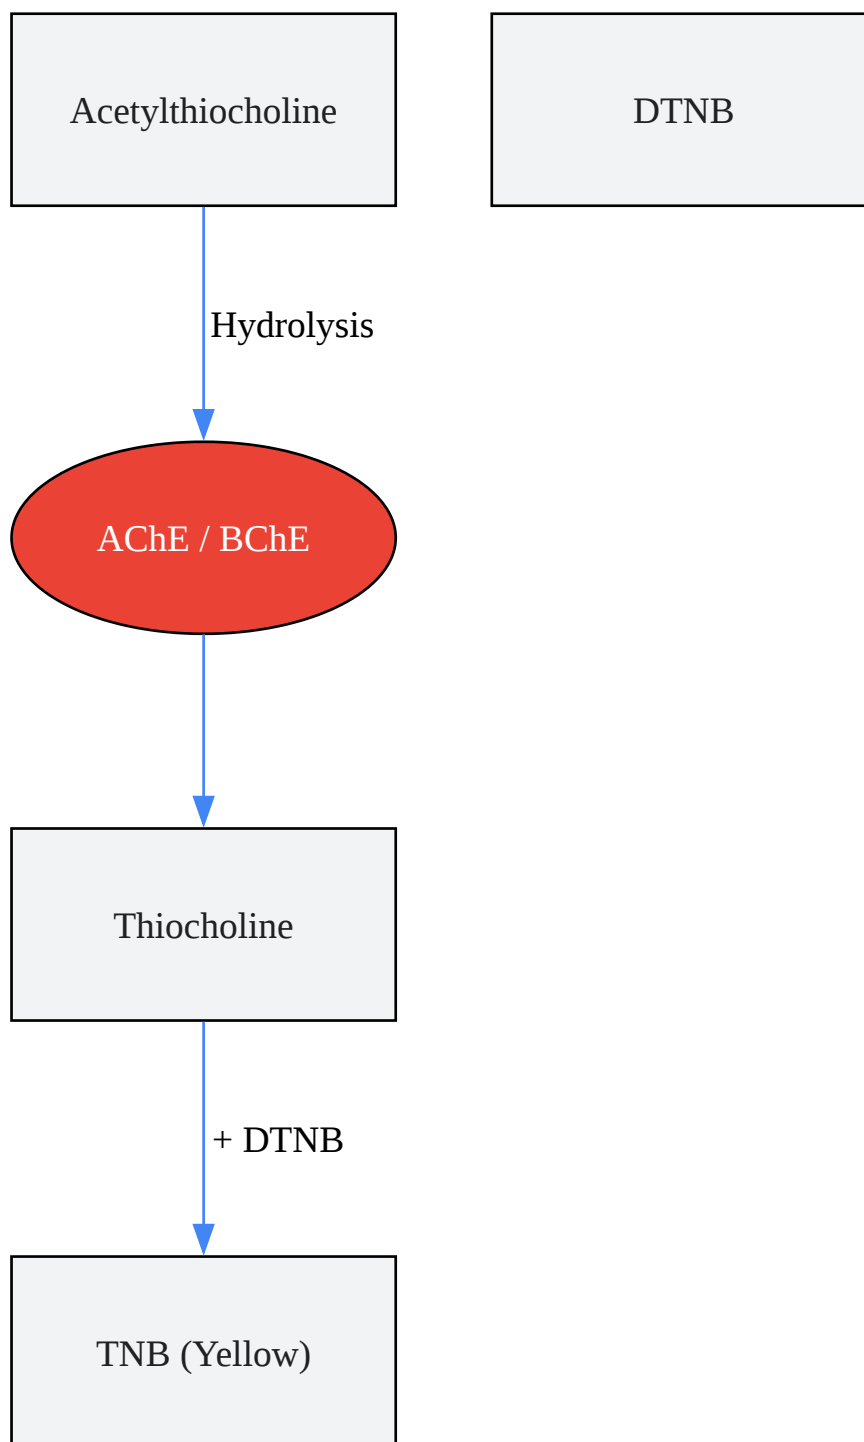 Acetylthiocholine
DTNB
Hydrolysis
AChE / BChE
Thiocholine
+ DTNB
TNB (Yellow)